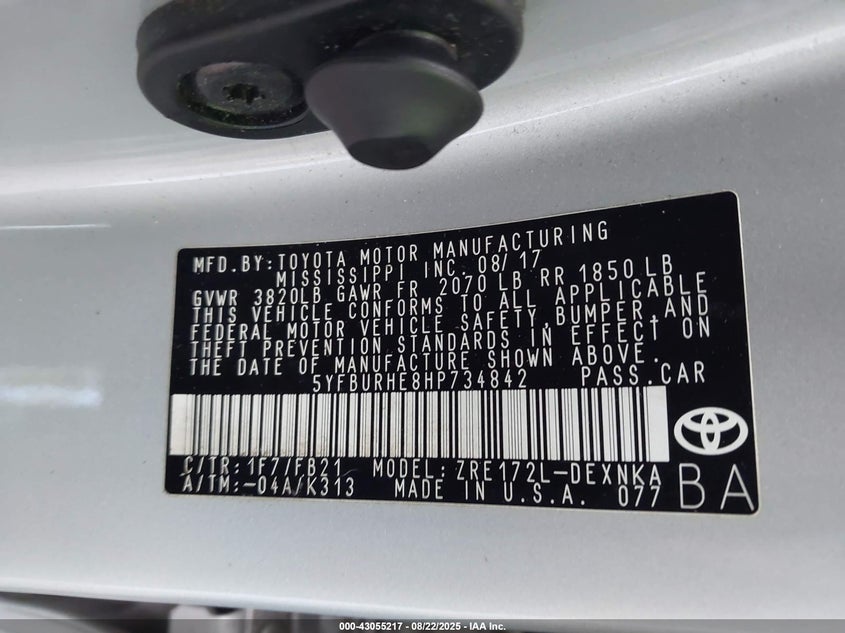 MFD.BY:TOYOTA MOTOR MANUFACTURING
MISSISSIPPI INC. 08/17
GVWR 3820LB GAWR FR 2070 LB RR 1850 LB
THIS VEHICLE CONFORMS TO ALL APPLICABLE
FEDERAL MOTOR VEHICLE SAFETY,BUMPER,AND
THEFT PREVENTION STANDARDS IN EFFECT ON
THE DATE OF MANUFACTURE SHOWN ABOVE.
5YFBURHE8HP734842 PASS.CAR
C/TR:1F7/FB21 MODEL:ZRE172L-DEXNKA
A/TM:-04A/K313 MADE IN U.S.A. 077
BA
000-43055217 - 08/22/2025 - IAA Inc.